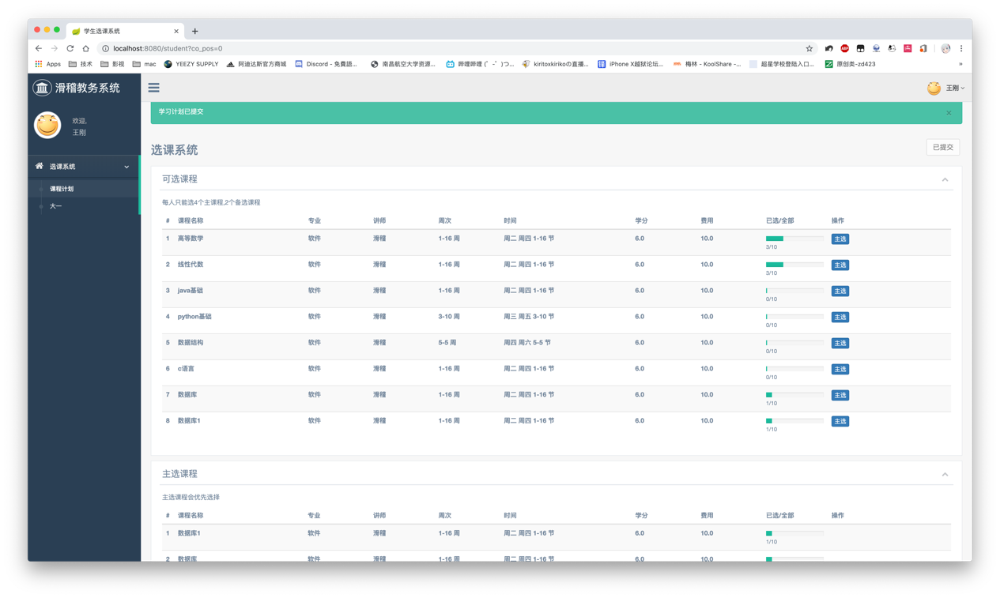 学生选课系统
localhost:8080/student?co_pos=0
Apps 技术 影视 mac YEEZY SUPPLY 阿迪达斯官方商城 Discord - 免費語... 南昌航空大学资源... 哔哩哔哩 (゜-゜)つ... kiritoxkirikoの直播... iPhone X越狱论坛... 梅林 - KoolShare -... 超星学校登陆入口... 原创类-zd423 »
滑稽教务系统
王刚
欢迎,
王刚
选课系统
课程计划
大一
学习计划已提交
选课系统
已提交
可选课程
每人只能选4个主课程,2个备选课程
# 课程名称 专业 讲师 周次 时间 学分 费用 已选/全部 操作
1 高等数学 软件 滑稽 1-16 周 周二 周四 1-16 节 6.0 10.0 3/10 主选
2 线性代数 软件 滑稽 1-16 周 周二 周四 1-16 节 6.0 10.0 3/10 主选
3 java基础 软件 滑稽 1-16 周 周二 周四 1-16 节 6.0 10.0 0/10 主选
4 python基础 软件 滑稽 3-10 周 周三 周五 3-10 节 6.0 10.0 0/10 主选
5 数据结构 软件 滑稽 5-5 周 周四 周六 5-5 节 6.0 10.0 0/10 主选
6 c语言 软件 滑稽 1-16 周 周二 周四 1-16 节 6.0 10.0 0/10 主选
7 数据库 软件 滑稽 1-16 周 周二 周四 1-16 节 6.0 10.0 1/10 主选
8 数据库1 软件 滑稽 1-16 周 周二 周四 1-16 节 6.0 10.0 1/10 主选
主选课程
主选课程会优先选择
# 课程名称 专业 讲师 周次 时间 学分 费用 已选/全部 操作
1 数据库1 软件 滑稽 1-16 周 周二 周四 1-16 节 6.0 10.0 1/10
2 数据库 软件 滑稽 1-16 周 周二 周四 1-16 节 6.0 10.0